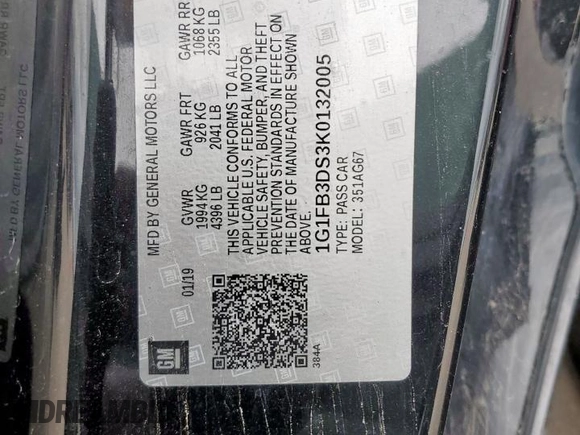 MFD BY GENERAL MOTORS LLC
01/19
GVWR GAWR FRT GAWR RR
1994 KG 926 KG 1068 KG
4396 LB 2041 LB 2355 LB
THIS VEHICLE CONFORMS TO ALL
APPLICABLE U.S. FEDERAL MOTOR
VEHICLE SAFETY, BUMPER, AND THEFT
PREVENTION STANDARDS IN EFFECT ON
THE DATE OF MANUFACTURE SHOWN
ABOVE.
1G1FB3DS3K0132005
TYPE: PASS CAR
MODEL: 351AG67
384A
GM